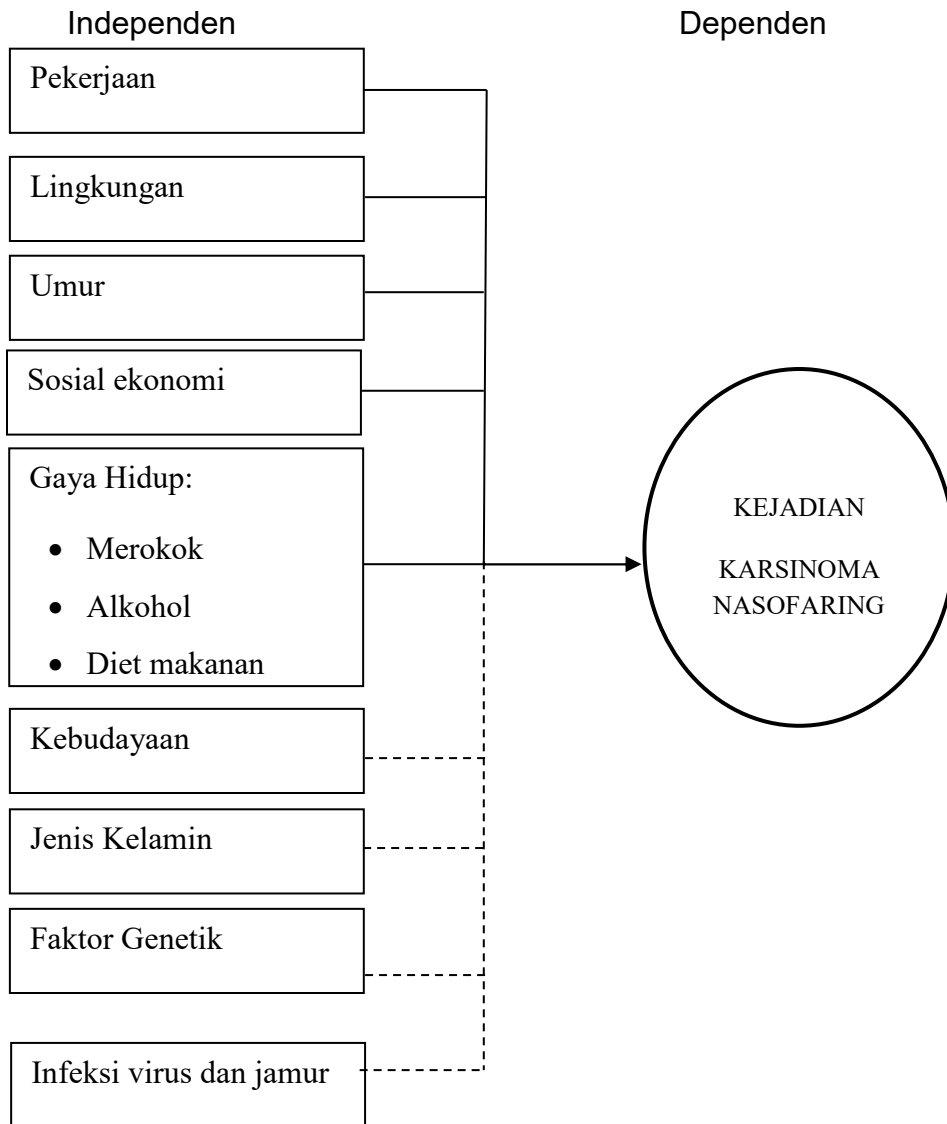 Independen
Dependen
Pekerjaan
Lingkungan
Umur
Sosial ekonomi
Gaya Hidup:
• Merokok
• Alkohol
• Diet makanan
Kebudayaan
Jenis Kelamin
Faktor Genetik
Infeksi virus dan jamur
KEJADIAN
KARSINOMA
NASOFARING